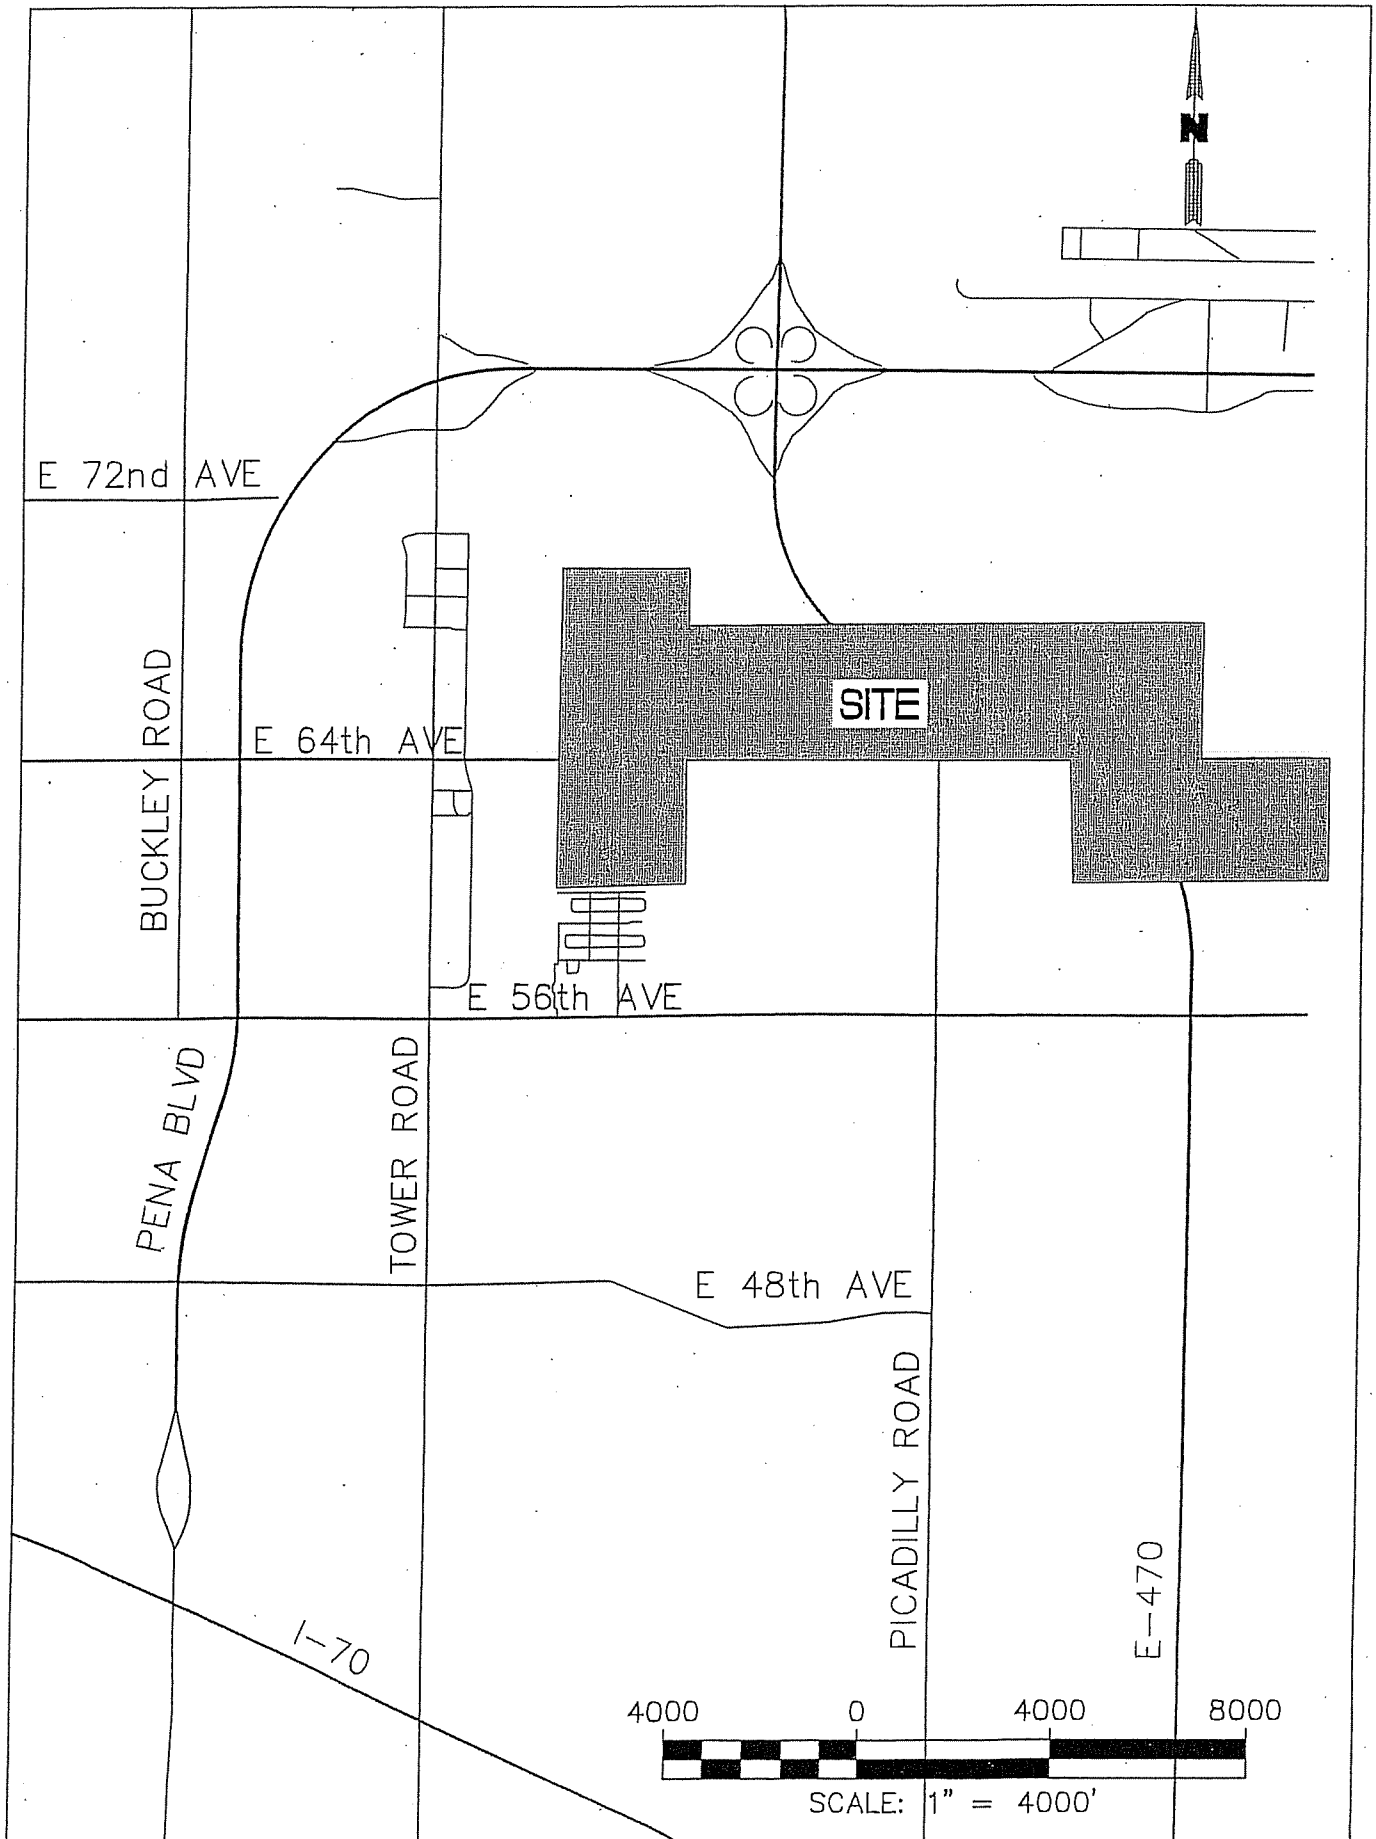 N
E 72nd AVE
SITE
E 64th AVE
BUCKLEY ROAD
E 56th AVE
PENA BLVD
TOWER ROAD
E 48th AVE
PICADILLY ROAD
E-470
I-70
4000 0 4000 8000
SCALE: 1" = 4000'